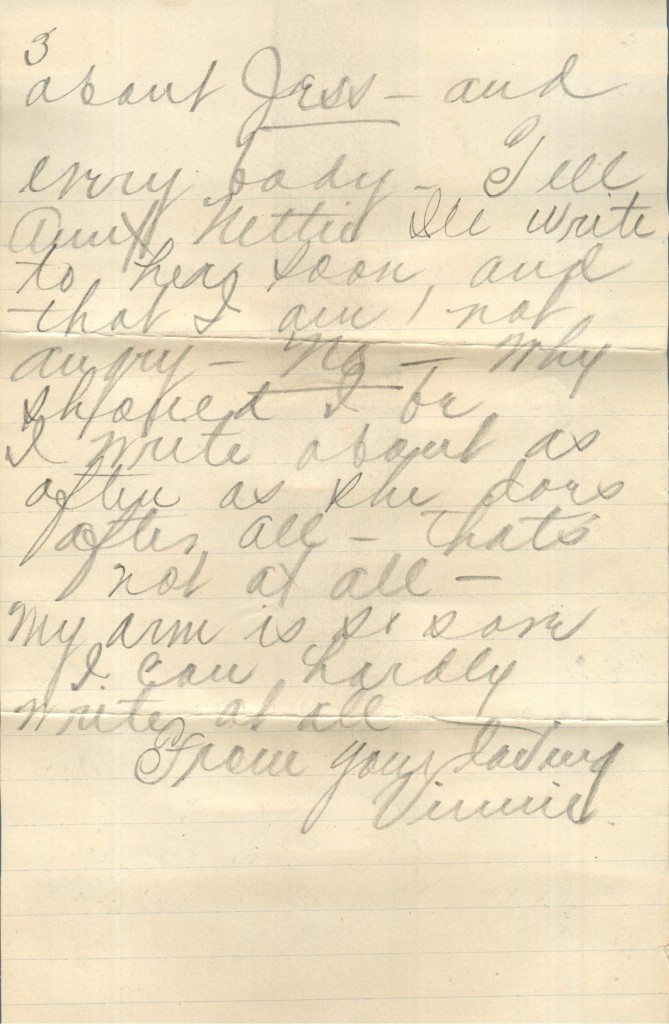 3
about Jess – and
every body – Tell
Aunt Nettie Ill write
to her soon, and
that I am not
angry – No – Why
should I be
I write about as
often as she does
after all – thats
not at all –
My arm is so sore
I can hardly
write at all
From your loving
Vinnie